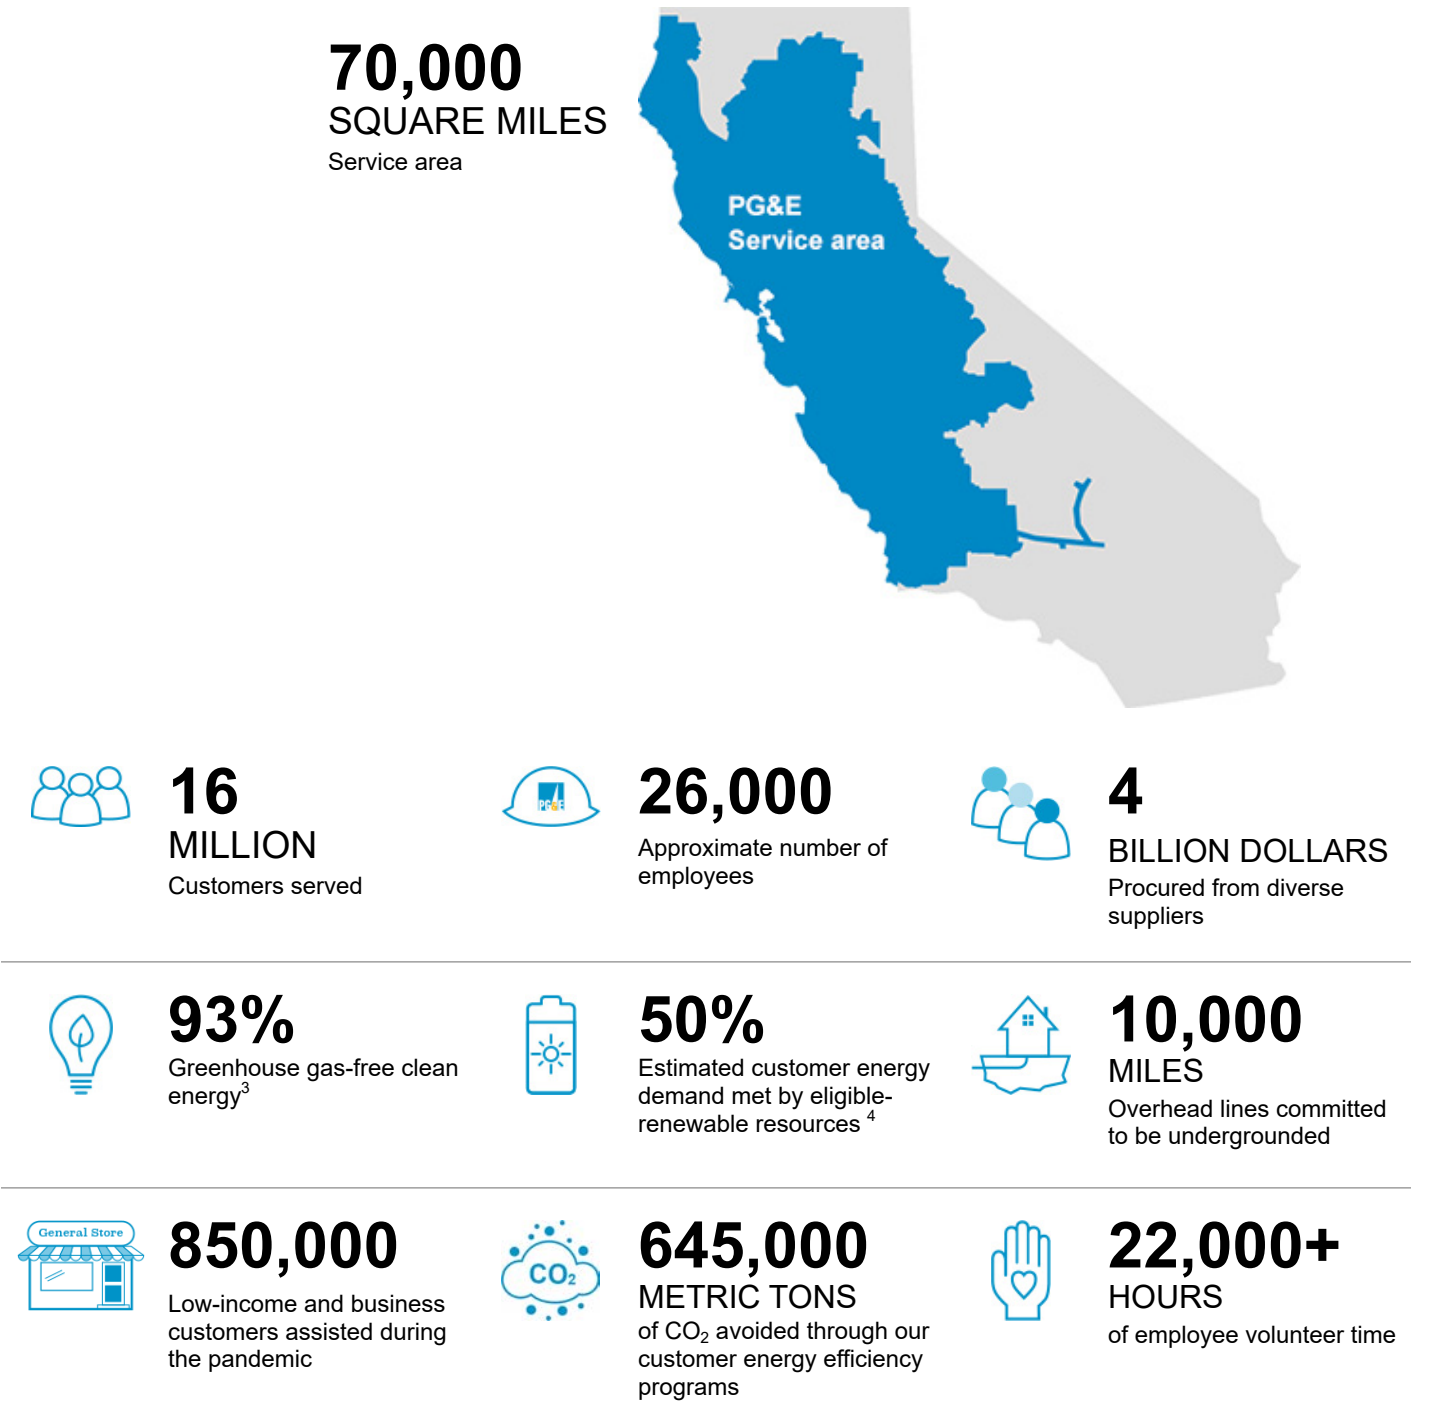 70,000
SQUARE MILES
Service area
PG&E
Service area
16
MILLION
Customers served
PG&E
26,000
Approximate number of
employees
4
BILLION DOLLARS
Procured from diverse
suppliers
93%
Greenhouse gas-free clean
energy3
50%
Estimated customer energy
demand met by eligible-
renewable resources 4
10,000
MILES
Overhead lines committed
to be undergrounded
General Store
850,000
Low-income and business
customers assisted during
the pandemic
CO2
645,000
METRIC TONS
of CO2 avoided through our
customer energy efficiency
programs
22,000+
HOURS
of employee volunteer time